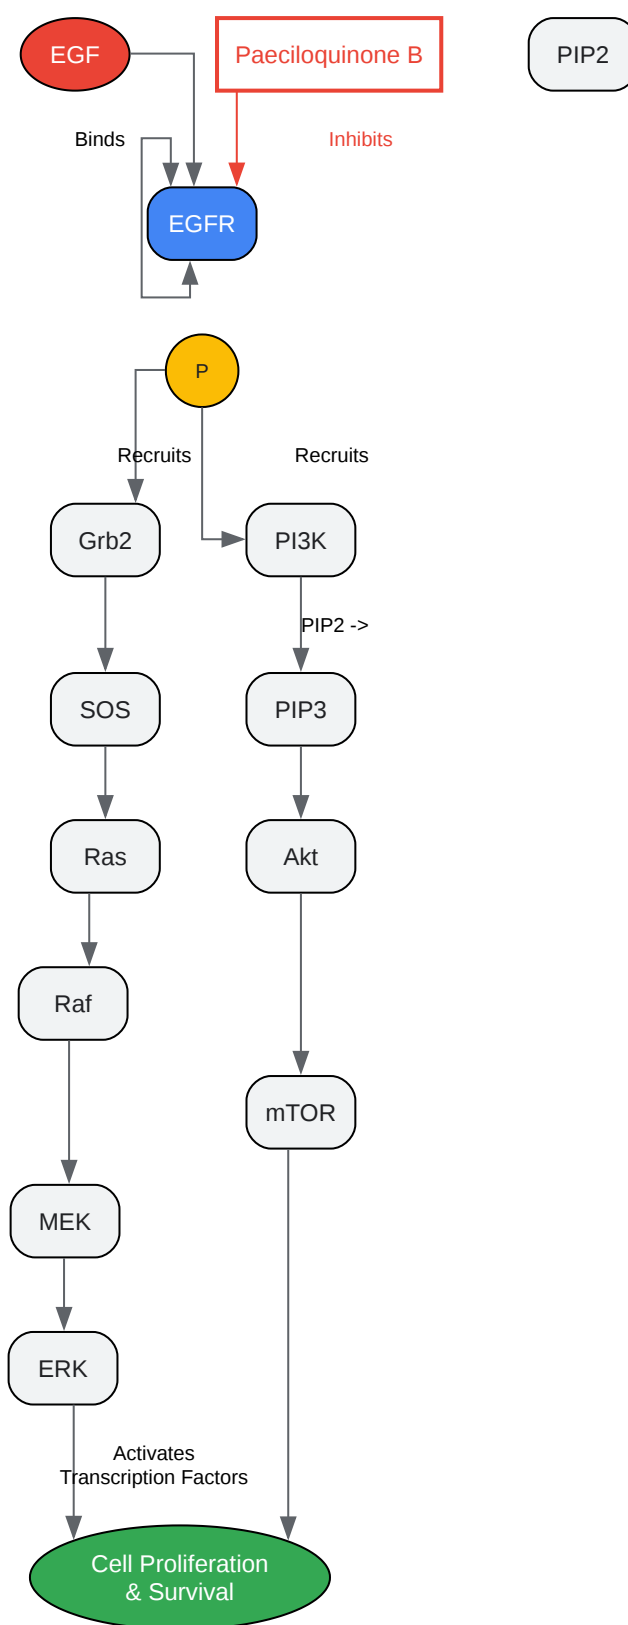 EGF
Paeciloquinone B
PIP2
Binds
Inhibits
EGFR
P
Recruits
Recruits
Grb2
PI3K
PIP2 ->
SOS
PIP3
Ras
Akt
Raf
mTOR
MEK
ERK
Activates
Transcription Factors
Cell Proliferation
& Survival